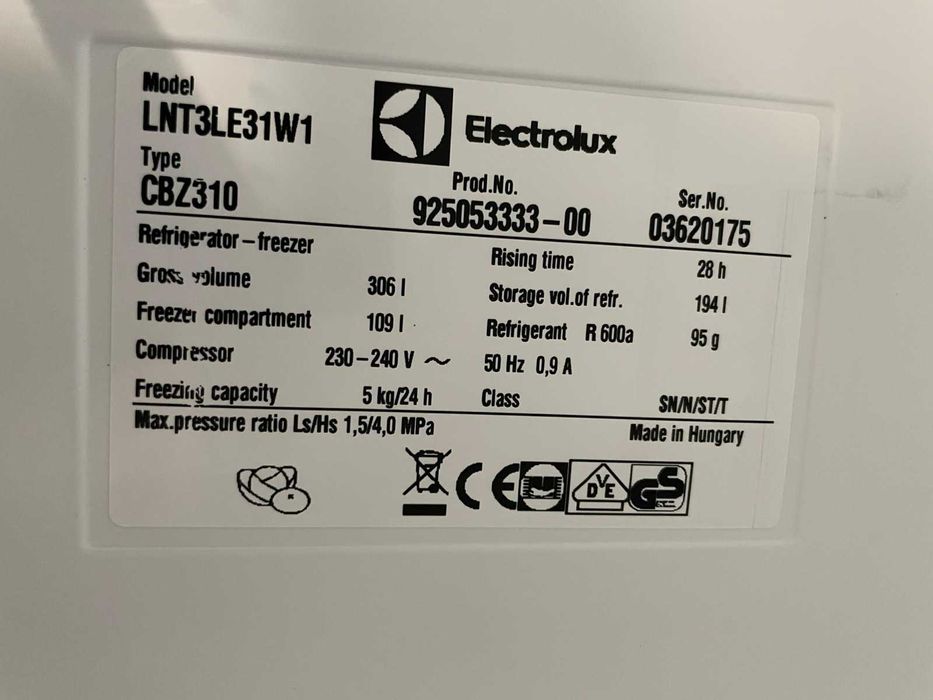 Model
LNT3LE31W1
Electrolux
Type
CBZ310
Prod.No.
925053333-00
Ser.No.
03620175
Refrigerator-freezer
Rising time 28 h
Gross volume 306 l
Storage vol.of refr. 194 l
Freezer compartment 109 l
Refrigerant R 600a 95 g
Compressor 230-240 V ~ 50 Hz 0,9 A
Freezing capacity 5 kg/24 h
Class SN/N/ST/T
Max.pressure ratio Ls/Hs 1,5/4,0 MPa
Made in Hungary
CE
DVE
GS